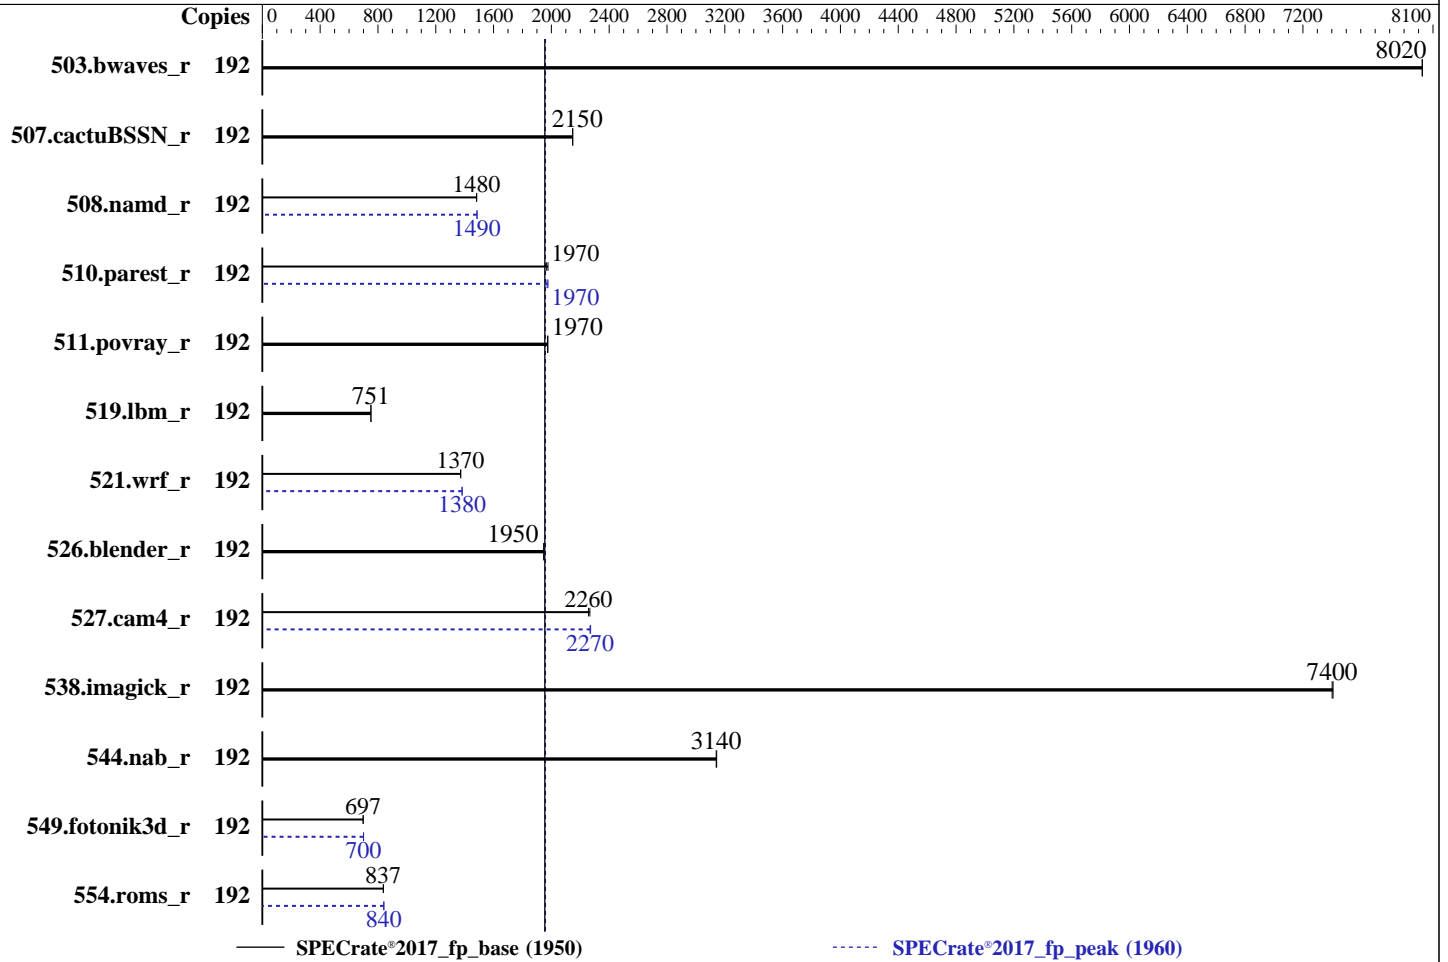 Copies 0 400 800 1200 1600 2000 2400 2800 3200 3600 4000 4400 4800 5200 5600 6000 6400 6800 7200 8100
503.bwaves_r 192 8020
507.cactuBSSN_r 192 2150
508.namd_r 192 1480
1490
510.parest_r 192 1970
1970
511.povray_r 192 1970
519.lbm_r 192 751
521.wrf_r 192 1370
1380
526.blender_r 192 1950
527.cam4_r 192 2260
2270
538.imagick_r 192 7400
544.nab_r 192 3140
549.fotonik3d_r 192 697
700
554.roms_r 192 837
840
SPECrate®2017_fp_base (1950) SPECrate®2017_fp_peak (1960)